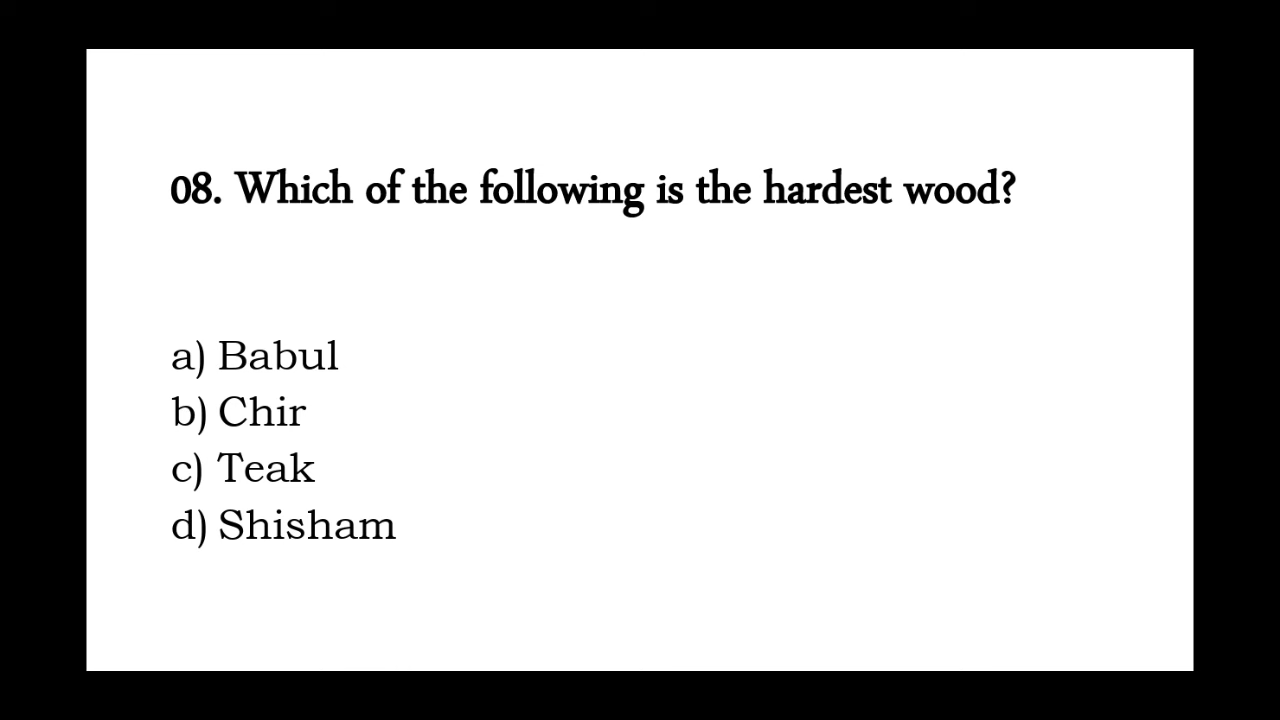 08. Which of the following is the hardest wood?
a) Babul
b) Chir
c) Teak
d) Shisham